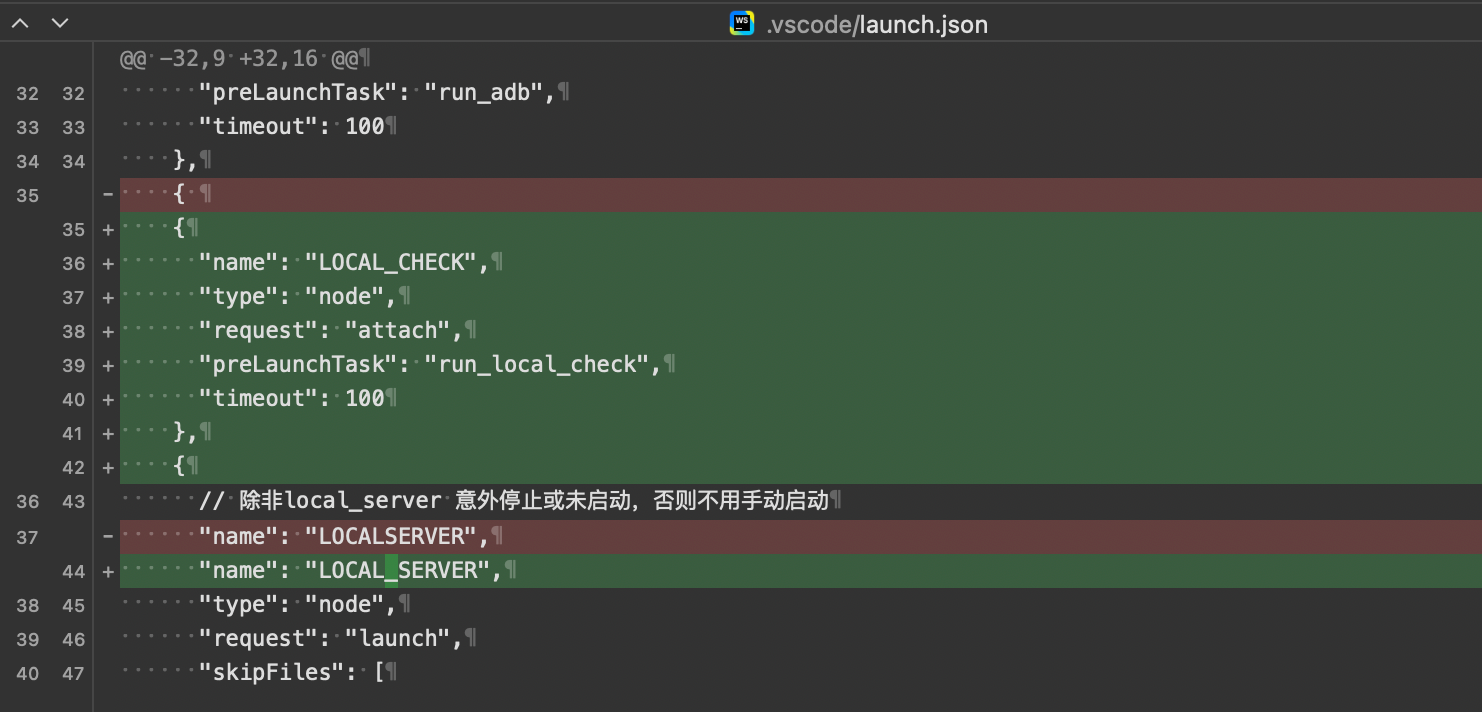 WS .vscode/launch.json
@@ -32,9 +32,16 @@¶
32 32 ······"preLaunchTask":·"run_adb",¶
33 33 ······"timeout":·100¶
34 34 ····},¶
35 -····{·¶
35 +····{¶
36 +······"name":·"LOCAL_CHECK",¶
37 +······"type":·"node",¶
38 +······"request":·"attach",¶
39 +······"preLaunchTask":·"run_local_check",¶
40 +······"timeout":·100¶
41 +····},¶
42 +····{¶
36 43 ······//·除非local_server·意外停止或未启动，否则不用手动启动¶
37 -······"name":·"LOCALSERVER",¶
44 +······"name":·"LOCAL_SERVER",¶
38 45 ······"type":·"node",¶
39 46 ······"request":·"launch",¶
40 47 ······"skipFiles":·[¶